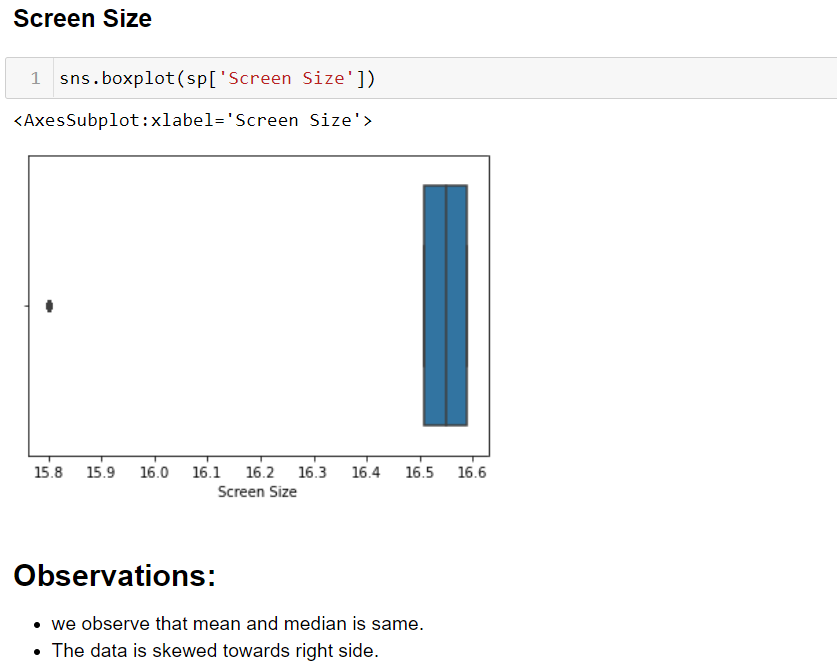 Screen Size
1 sns.boxplot(sp['Screen Size'])
<AxesSubplot:xlabel='Screen Size'>
15.8 15.9 16.0 16.1 16.2 16.3 16.4 16.5 16.6
Screen Size
Observations:
• we observe that mean and median is same.
• The data is skewed towards right side.